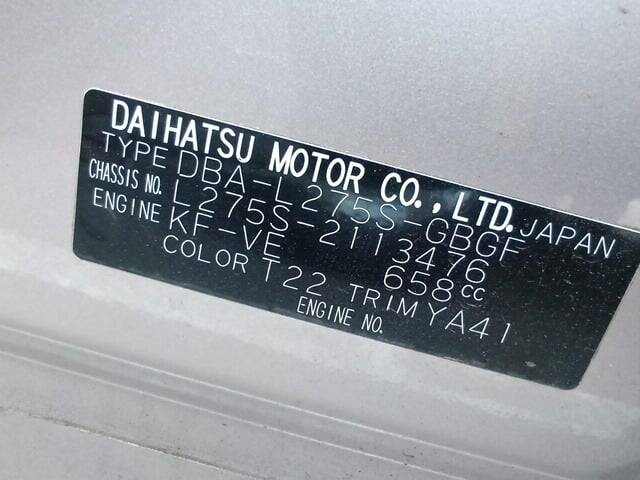 DAIHATSU MOTOR CO.,LTD. JAPAN
TYPE DBA-L275S-GBGF
CHASSIS NO. L275S-2113476
ENGINE KF-VE 658cc
COLOR T22 TRIM YA41
ENGINE NO.